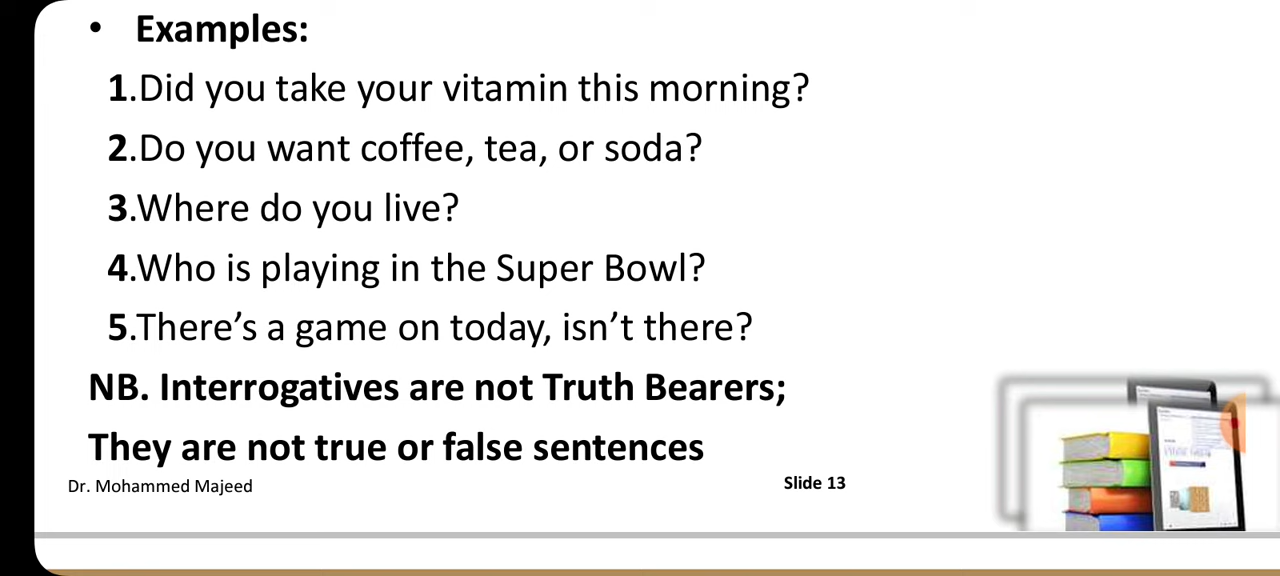 • Examples:
1.Did you take your vitamin this morning?
2.Do you want coffee, tea, or soda?
3.Where do you live?
4.Who is playing in the Super Bowl?
5.There’s a game on today, isn’t there?
NB. Interrogatives are not Truth Bearers;
They are not true or false sentences
Dr. Mohammed Majeed
Slide 13